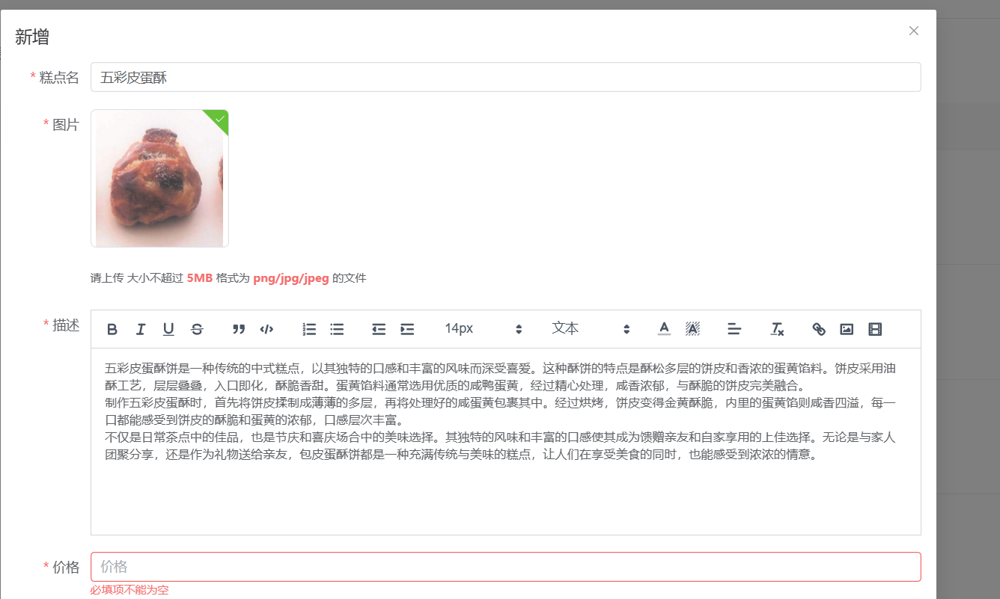 新增
* 糕点名
五彩皮蛋酥
* 图片
请上传 大小不超过 5MB 格式为 png/jpg/jpeg 的文件
* 描述
14px
文本
五彩皮蛋酥饼是一种传统的中式糕点，以其独特的口感和丰富的风味而深受喜爱。这种酥饼的特点是酥松多层的饼皮和香浓的蛋黄馅料。饼皮采用油
酥工艺，层层叠叠，入口即化，酥脆香甜。蛋黄馅料通常选用优质的咸鸭蛋黄，经过精心处理，咸香浓郁，与酥脆的饼皮完美融合。
制作五彩皮蛋酥时，首先将饼皮揉制成薄薄的多层，再将处理好的咸蛋黄包裹其中。经过烘烤，饼皮变得金黄酥脆，内里的蛋黄馅则咸香四溢，每一
口都能感受到饼皮的酥脆和蛋黄的浓郁，口感层次丰富。
不仅是日常茶点中的佳品，也是节庆和喜庆场合中的美味选择。其独特的风味和丰富的口感使其成为馈赠亲友和自家享用的上佳选择。无论是与家人
团聚分享，还是作为礼物送给亲友，包皮蛋酥饼都是一种充满传统与美味的糕点，让人们在享受美食的同时，也能感受到浓浓的情意。
* 价格
价格
必填项不能为空